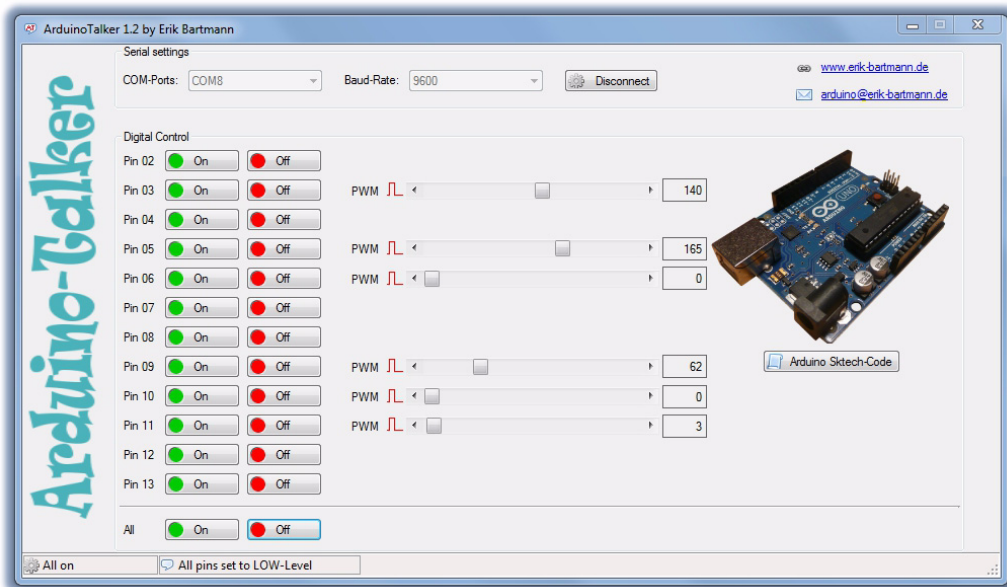 ArduinoTalker 1.2 by Erik Bartmann
Arduino-Talker
Serial settings
COM-Ports: COM8 Baud-Rate: 9600 Disconnect
www.erik-bartmann.de
arduino@erik-bartmann.de
Digital Control
Pin 02 On Off
Pin 03 On Off PWM 140
Pin 04 On Off
Pin 05 On Off PWM 165
Pin 06 On Off PWM 0
Pin 07 On Off
Pin 08 On Off
Pin 09 On Off PWM 62
Pin 10 On Off PWM 0
Pin 11 On Off PWM 3
Pin 12 On Off
Pin 13 On Off
UNO
ARDUINO
Arduino Sktech-Code
All On Off
All on All pins set to LOW-Level